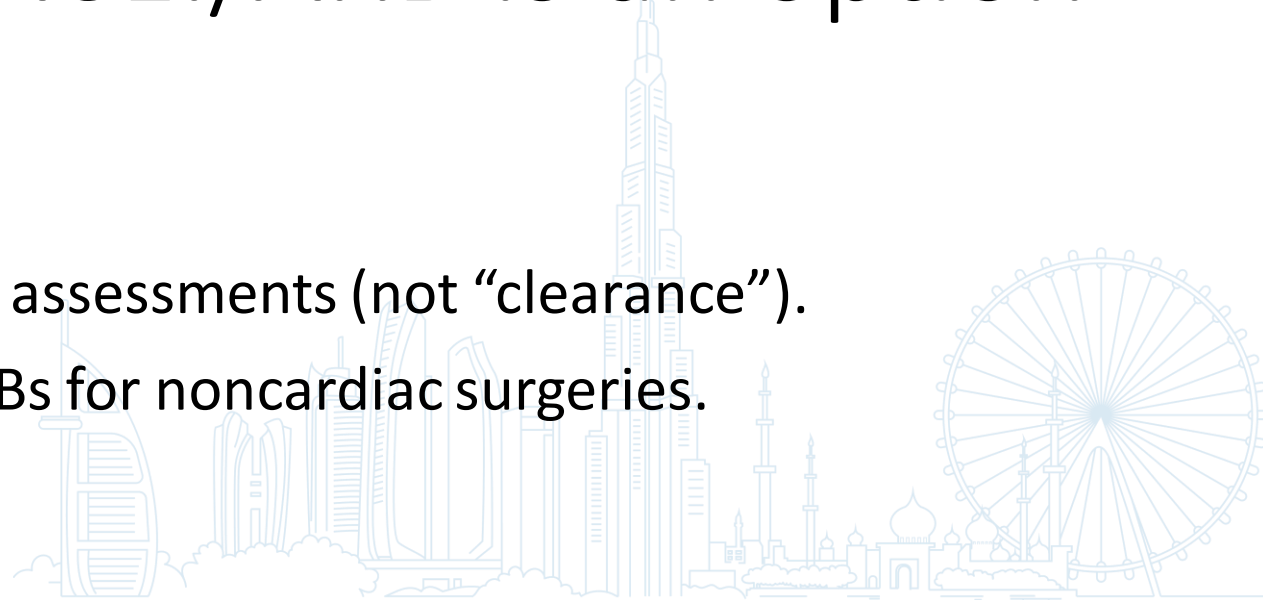 assessments (not “clearance”).
Bs for noncardiac surgeries.